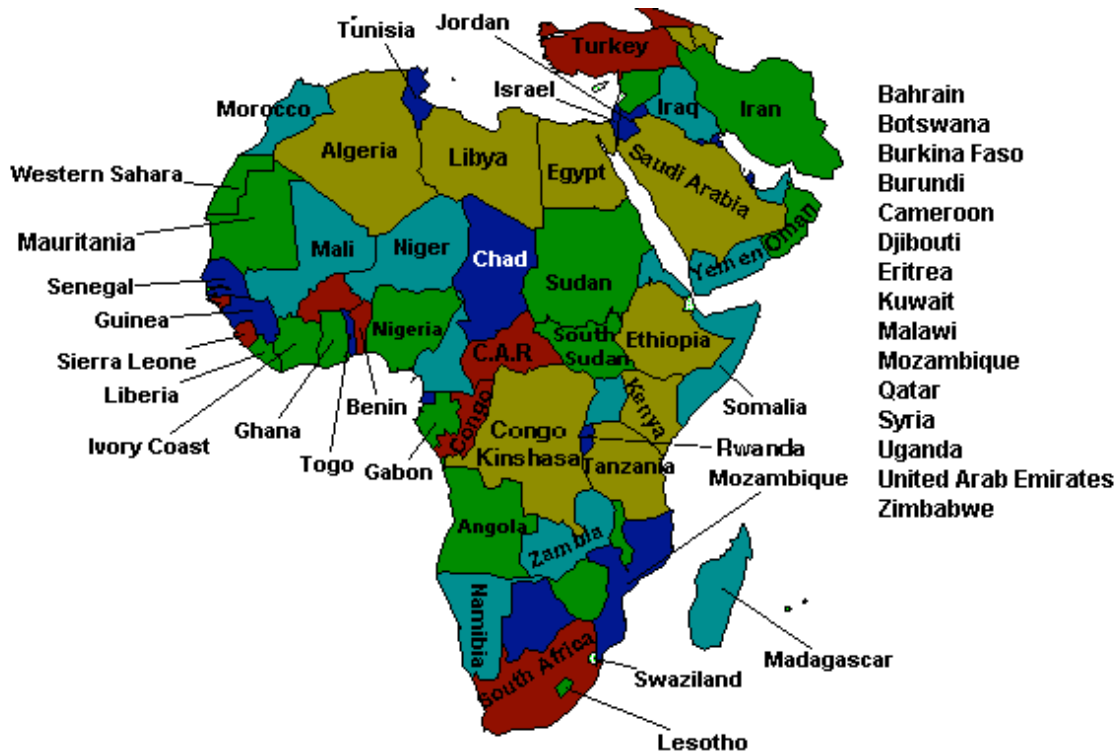 Jordan
Tunisia
Turkey
Israel
Morocco
Iraq
Iran
Algeria
Libya
Egypt
Saudi Arabia
Western Sahara
Mauritania
Mali
Niger
Chad
Sudan
Yemen
Oman
Senegal
Guinea
Nigeria
South
Sudan
Ethiopia
Sierra Leone
C.A.R
Liberia
Benin
Somalia
Ivory Coast
Ghana
Togo
Gabon
Congo
Congo
Kinshasa
Kenya
Rwanda
Tanzania
Mozambique
Angola
Zambia
Namibia
Madagascar
South Africa
Swaziland
Lesotho
Bahrain
Botswana
Burkina Faso
Burundi
Cameroon
Djibouti
Eritrea
Kuwait
Malawi
Mozambique
Qatar
Syria
Uganda
United Arab Emirates
Zimbabwe